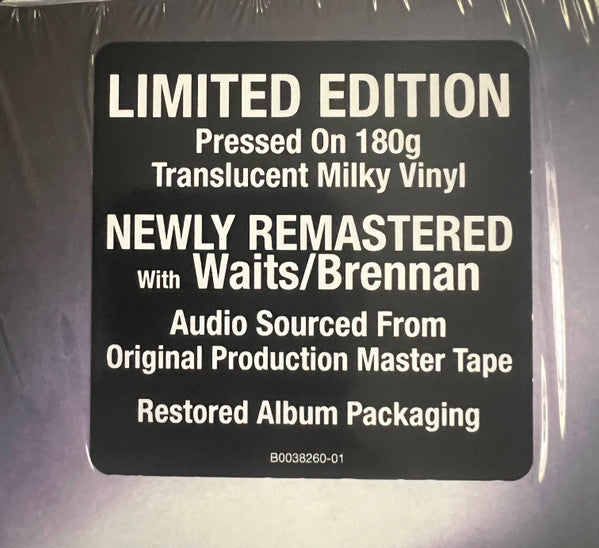 LIMITED EDITION
Pressed On 180g
Translucent Milky Vinyl
NEWLY REMASTERED
With Waits/Brennan
Audio Sourced From
Original Production Master Tape
Restored Album Packaging
B0038260-01